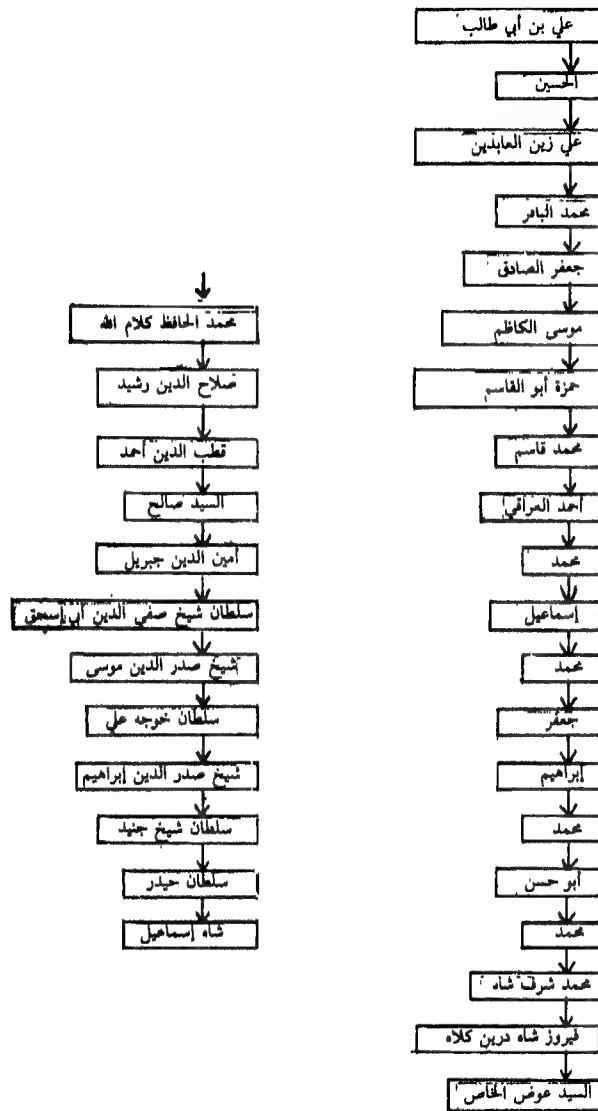 علي بن أبي طالب
الحسين
علي زين العابدين
محمد الباقر
جعفر الصادق
موسى الكاظم
حمزة أبو القاسم
محمد قاسم
أحمد العراقي
محمد
إسماعيل
محمد
جعفر
إبراهيم
محمد
أبو حسن
محمد
محمد شرف شاه
فيروز شاه درين كلاه
السيد عوض الخاص
محمد الحافظ كلام الله
صلاح الدين رشيد
قطب الدين أحمد
السيد صالح
أمين الدين جبريل
سلطان شيخ صفي الدين أبي إسحق
شيخ صدر الدين موسى
سلطان خوجه علي
شيخ صدر الدين إبراهيم
سلطان شيخ جنيد
سلطان حيدر
شاه إسماعيل